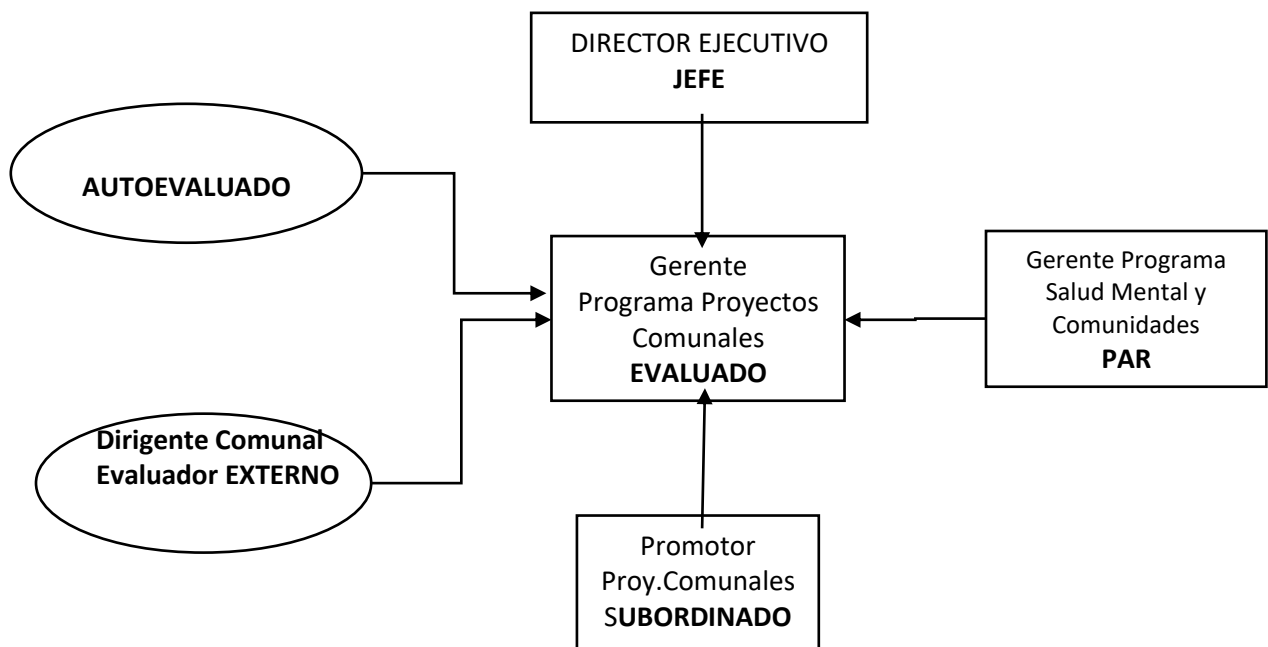 DIRECTOR EJECUTIVO
JEFE
AUTOEVALUADO
Gerente
Programa Proyectos
Comunales
EVALUADO
Gerente Programa
Salud Mental y
Comunidades
PAR
Dirigente Comunal
Evaluador EXTERNO
Promotor
Proy.Comunales
SUBORDINADO